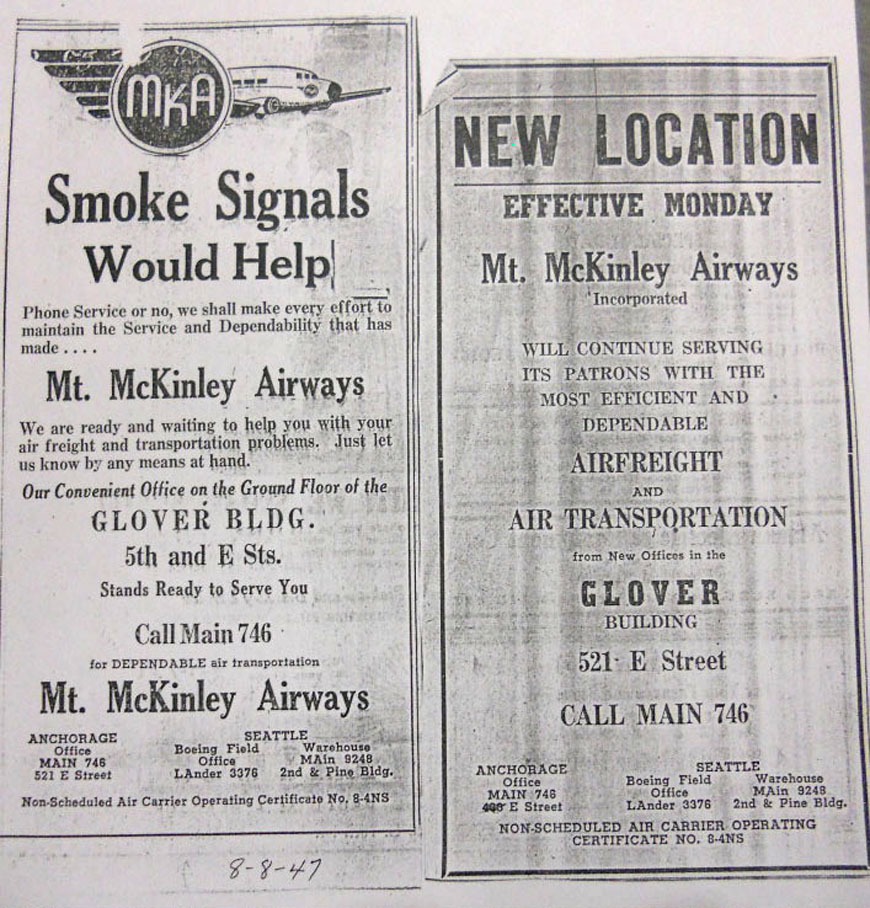 MKA
Smoke Signals
Would Help
Phone Service or no, we shall make every effort to
maintain the Service and Dependability that has
made . . . .
Mt. McKinley Airways
We are ready and waiting to help you with your
air freight and transportation problems. Just let
us know by any means at hand.
Our Convenient Office on the Ground Floor of the
GLOVER BLDG.
5th and E Sts.
Stands Ready to Serve You
Call Main 746
for DEPENDABLE air transportation
Mt. McKinley Airways
ANCHORAGE
Office
MAIN 746
521 E Street
SEATTLE
Boeing Field
Office
LAnder 3376
Warehouse
MAin 9248
2nd & Pine Bldg.
Non-Scheduled Air Carrier Operating Certificate No. 8-4NS
8-8-47
NEW LOCATION
EFFECTIVE MONDAY
Mt. McKinley Airways
Incorporated
WILL CONTINUE SERVING
ITS PATRONS WITH THE
MOST EFFICIENT AND
DEPENDABLE
AIRFREIGHT
AND
AIR TRANSPORTATION
from New Offices in the
GLOVER
BUILDING
521 E Street
CALL MAIN 746
ANCHORAGE
Office
MAIN 746
E Street
SEATTLE
Boeing Field
Office
LAnder 3376
Warehouse
MAin 9248
2nd & Pine Bldg.
NON-SCHEDULED AIR CARRIER OPERATING
CERTIFICATE NO. 8-4NS